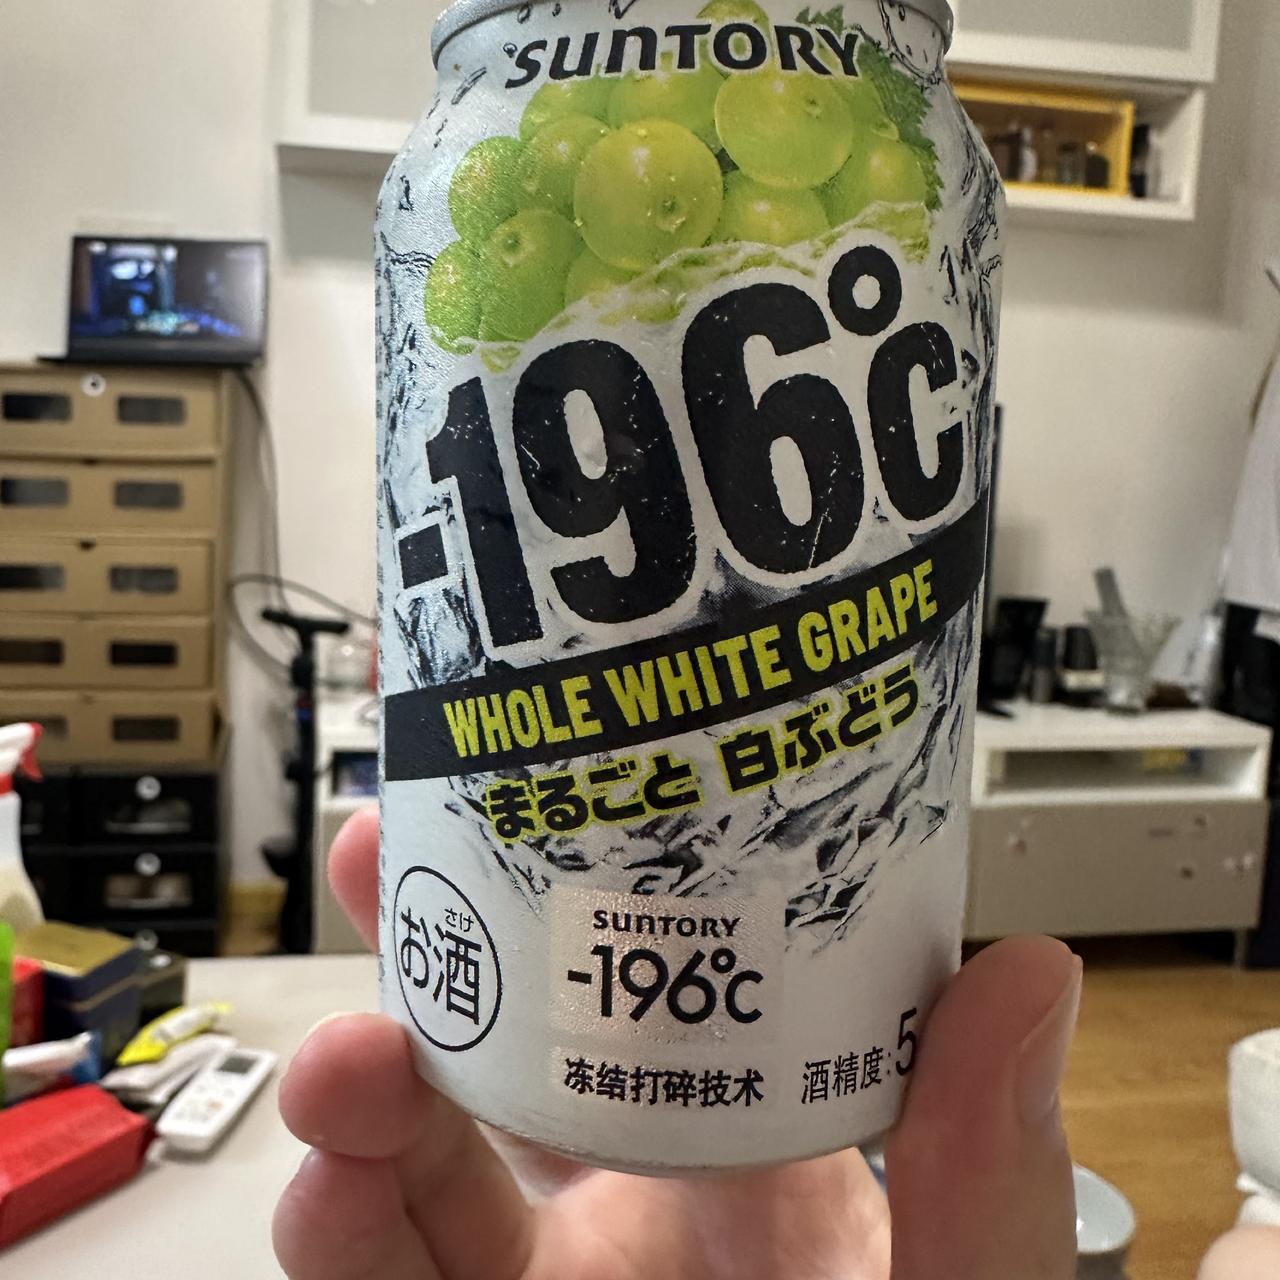 SUNTORY
-196℃
WHOLE WHITE GRAPE
まるごと 白ぶどう
さけ
お酒
SUNTORY
-196℃
冻结打碎技术
酒精度:5